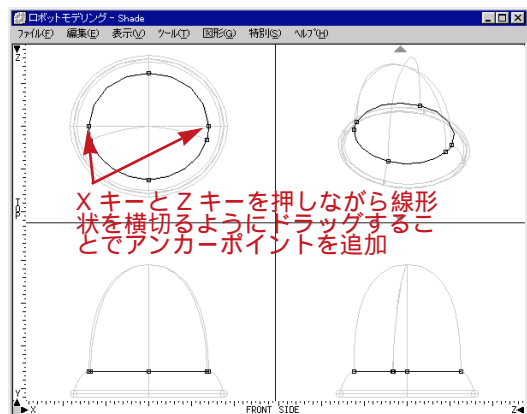 ロボットモデリング - Shade
ファイル(F) 編集(E) 表示(V) ツール(T) 図形(G) 特別(S) ヘルプ(H)
Z
TOP
XキーとZキーを押しながら線形
状を横切るようにドラッグするこ
とでアンカーポイントを追加
Y
X FRONT SIDE Z